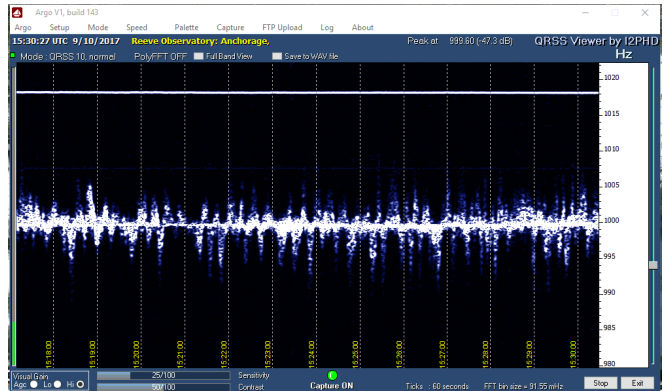 Argo V1, build 143
Argo Setup Mode Speed Palette Capture FTP Upload Log About
15:30:27 UTC 9/10/2017 Reeve Observatory: Anchorage, Peak at 999.60 (-47.3 dB) QRSS Viewer by I2PHD
Mode : QRSS 10, normal PolyFFT OFF Full Band View Save to WAV file Hz
1020
1015
1010
1005
1000
995
990
985
980
15:18:00 15:19:00 15:20:00 15:21:00 15:22:00 15:23:00 15:24:00 15:25:00 15:26:00 15:27:00 15:28:00 15:29:00 15:30:00
Visual Gain 25/100 Sensitivity
Agc Lo Hi 50/100 Contrast Capture ON Ticks : 60 seconds FFT bin size = 91.55 mHz Stop Exit